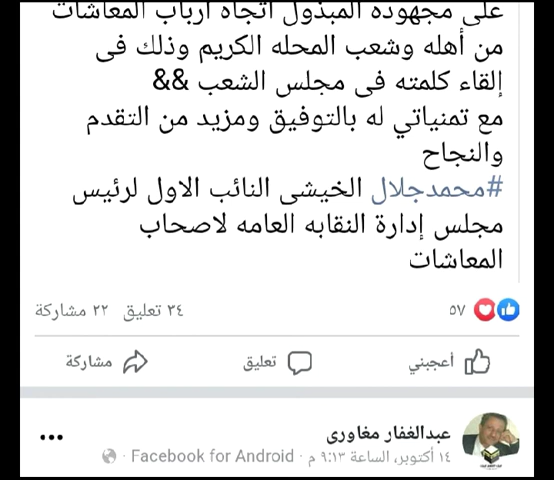 على مجهوده المبذول اتجاه ارباب المعاشات
من أهله وشعب المحله الكريم وذلك فى
إلقاء كلمته فى مجلس الشعب &&
مع تمنياتي له بالتوفيق ومزيد من التقدم
والنجاح
#محمدجلال الخيشى النائب الاول لرئيس
مجلس إدارة النقابه العامه لاصحاب
المعاشات
٥٧ ٣٤ تعليق ٢٢ مشاركة
أعجبني تعليق مشاركة
عبدالغفار مغاورى
١٤ أكتوبر، الساعة ٩:١٣ م · Facebook for Android ·